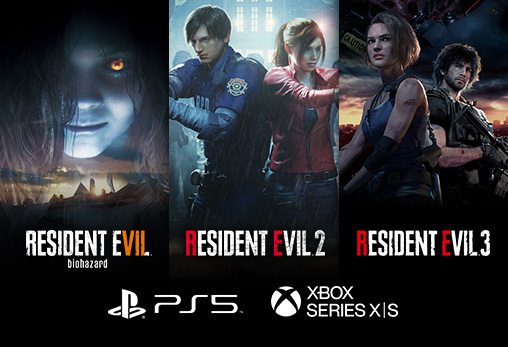 RESIDENT EVIL
biohazard
RESIDENT EVIL.2
RESIDENT EVIL.3
PS5
XBOX
SERIES X|S